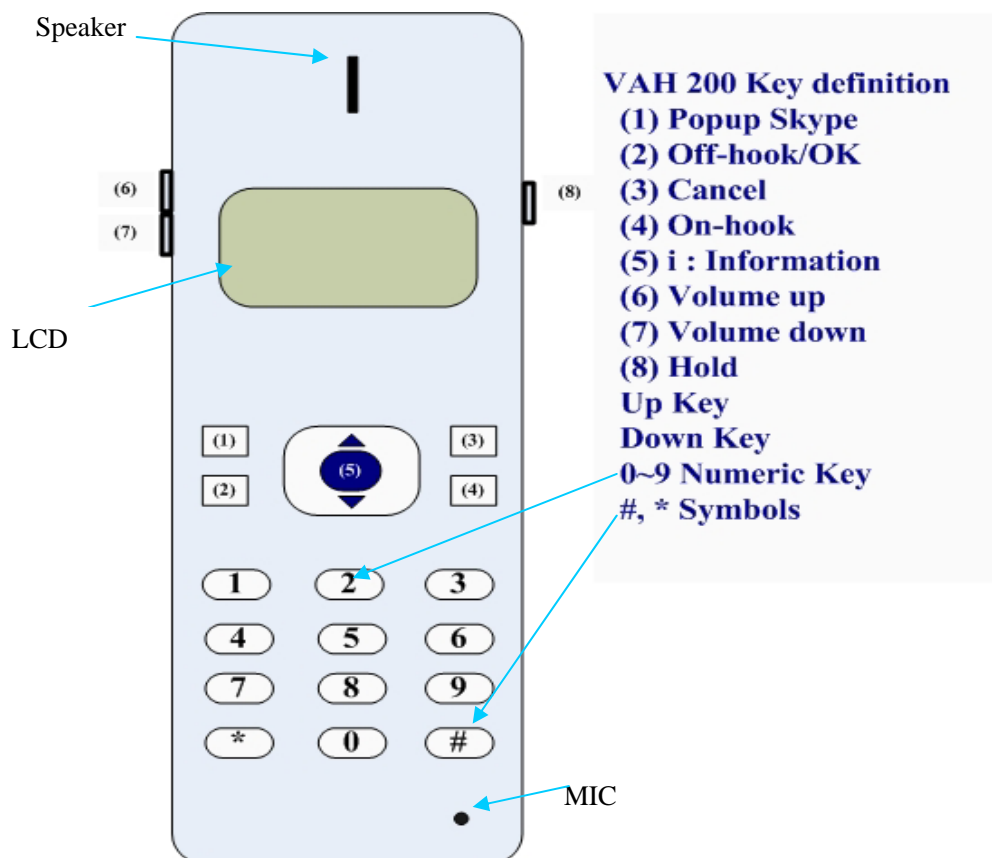 Speaker
VAH 200 Key definition
(1) Popup Skype
(2) Off-hook/OK
(3) Cancel
(4) On-hook
(5) i : Information
(6) Volume up
(7) Volume down
(8) Hold
Up Key
Down Key
0~9 Numeric Key
#, * Symbols
(6)
(8)
(7)
LCD
(1)
(3)
(5)
(2)
(4)
1 2 3
4 5 6
7 8 9
* 0 #
MIC